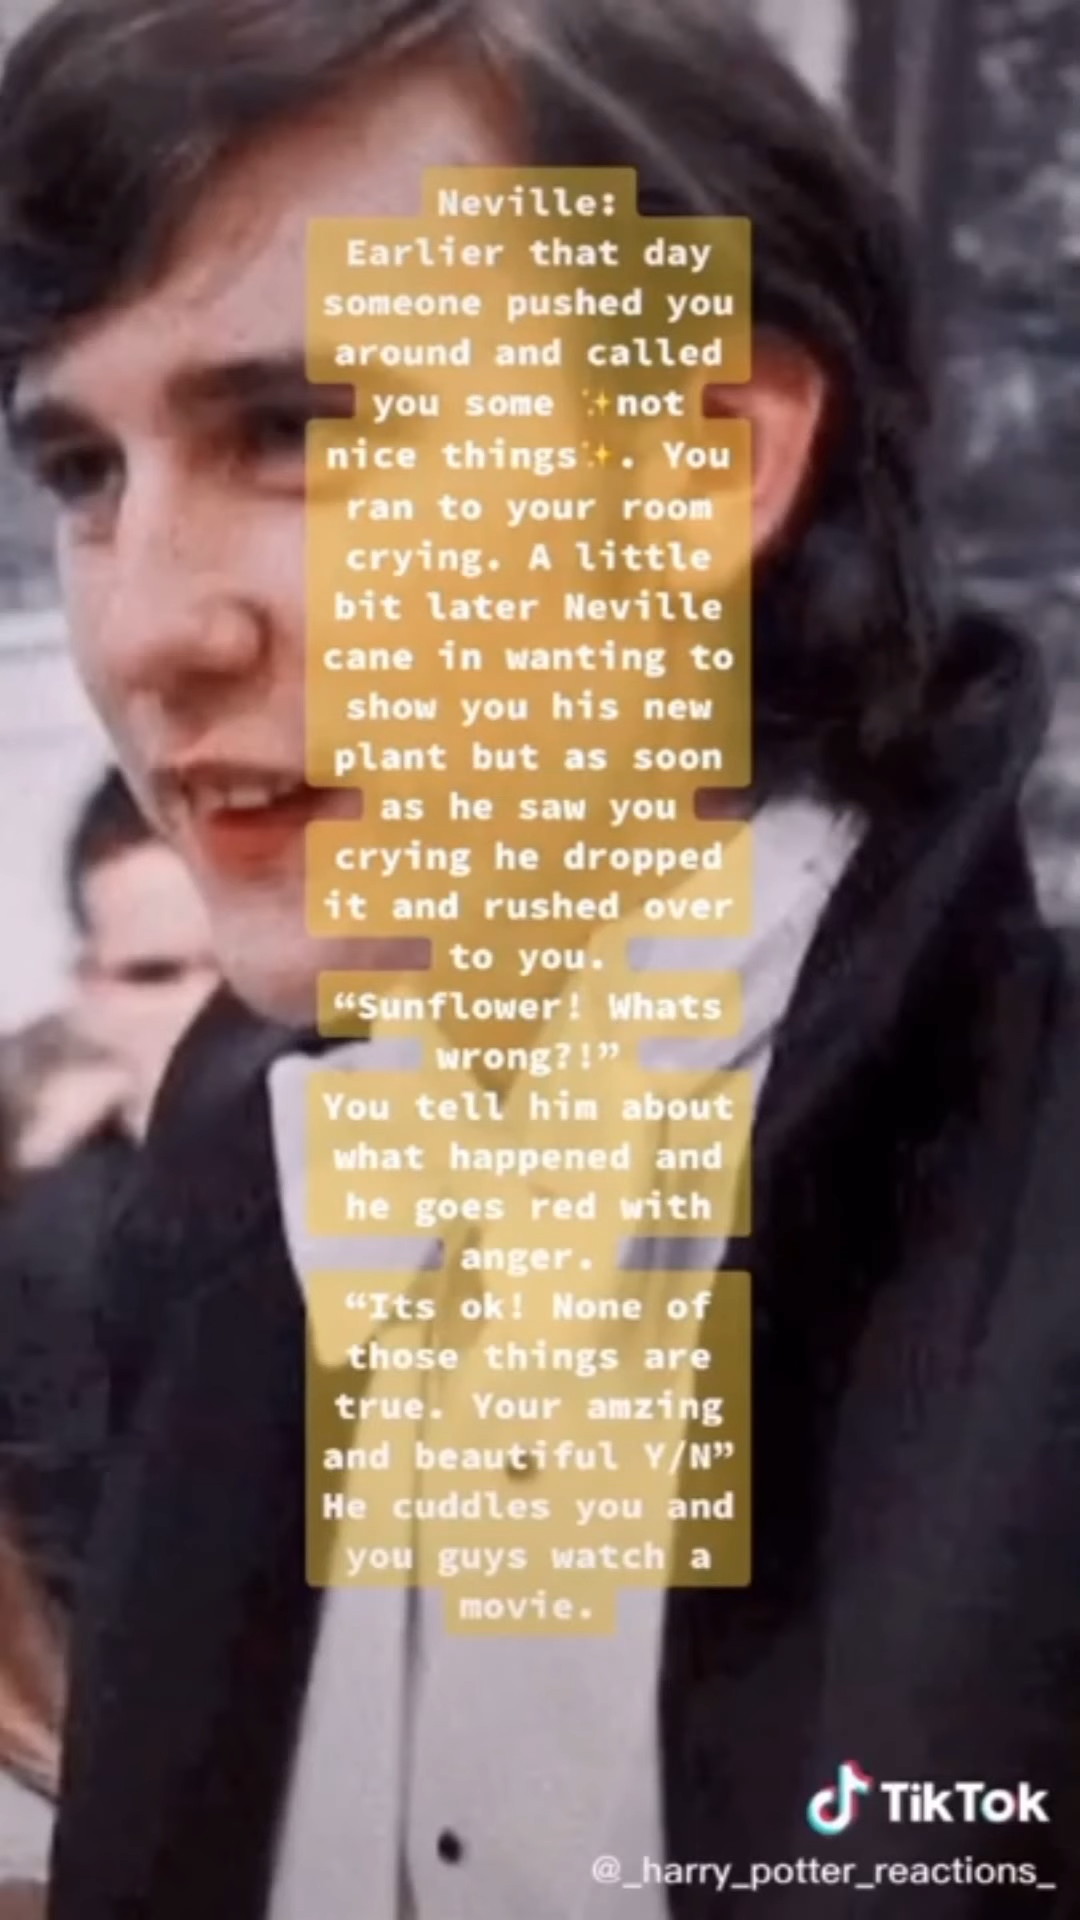 Neville:
Earlier that day
someone pushed you
around and called
you some ✨not
nice things✨. You
ran to your room
crying. A little
bit later Neville
cane in wanting to
show you his new
plant but as soon
as he saw you
crying he dropped
it and rushed over
to you.
“Sunflower! Whats
wrong?!”
You tell him about
what happened and
he goes red with
anger.
“Its ok! None of
those things are
true. Your amzing
and beautiful Y/N”
He cuddles you and
you guys watch a
movie.
TikTok
@_harry_potter_reactions_